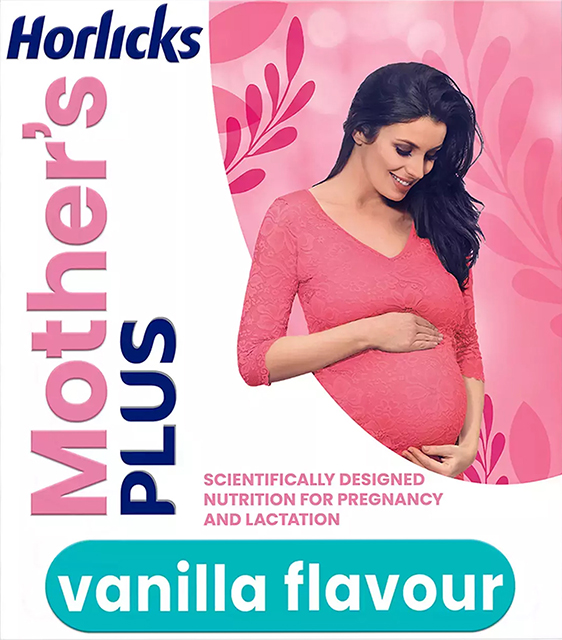 Horlicks
Mother's
PLUS
SCIENTIFICALLY DESIGNED
NUTRITION FOR PREGNANCY
AND LACTATION
vanilla flavour